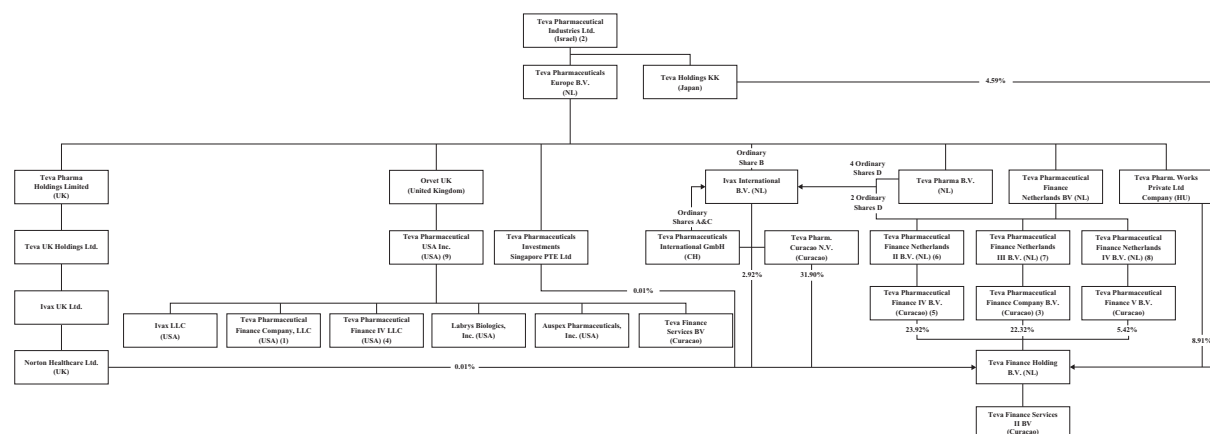 Teva Pharmaceutical
Industries Ltd.
(Israel) (2)
Teva Pharmaceuticals
Europe B.V.
(NL)
Teva Holdings KK
(Japan)
4.59%
Teva Pharma
Holdings Limited
(UK)
Orvet UK
(United Kingdom)
Ordinary
Share B
Ivax International
B.V. (NL)
4 Ordinary
Shares D
Teva Pharma B.V.
(NL)
Teva Pharmaceutical
Finance
Netherlands BV (NL)
Teva Pharm. Works
Private Ltd
Company (HU)
2 Ordinary
Shares D
Ordinary
Shares A&C
Teva UK Holdings Ltd.
Teva Pharmaceutical
USA Inc.
(USA) (9)
Teva Pharmaceuticals
Investments
Singapore PTE Ltd
Teva Pharmaceuticals
International GmbH
(CH)
Teva Pharm.
Curacao N.V.
(Curacao)
Teva Pharmaceutical
Finance Netherlands
II B.V. (NL) (6)
Teva Pharmaceutical
Finance Netherlands
III B.V. (NL) (7)
Teva Pharmaceutical
Finance Netherlands
IV B.V. (NL) (8)
2.92%
31.90%
0.01%
Ivax UK Ltd.
Teva Pharmaceutical
Finance IV B.V.
(Curacao) (5)
Teva Pharmaceutical
Finance Company B.V.
(Curacao) (3)
Teva Pharmaceutical
Finance V B.V.
(Curacao)
Ivax LLC
(USA)
Teva Pharmaceutical
Finance Company, LLC
(USA) (1)
Teva Pharmaceutical
Finance IV LLC
(USA) (4)
Labrys Biologics,
Inc. (USA)
Auspex Pharmaceuticals,
Inc. (USA)
Teva Finance
Services BV
(Curacao)
23.92%
22.32%
5.42%
8.91%
Norton Healthcare Ltd.
(UK)
0.01%
Teva Finance Holding
B.V. (NL)
Teva Finance Services
II BV
(Curacao)